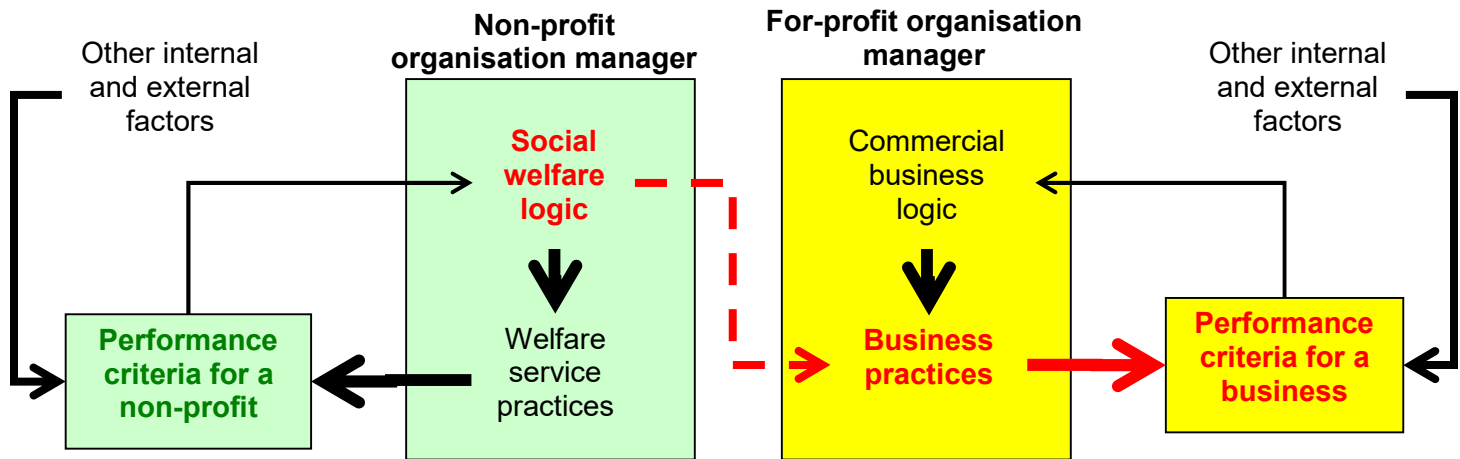 Other internal
and external
factors
Non-profit
organisation manager
For-profit organisation
manager
Other internal
and external
factors
Social
welfare
logic
Commercial
business
logic
Performance
criteria for a
non-profit
Welfare
service
practices
Business
practices
Performance
criteria for a
business